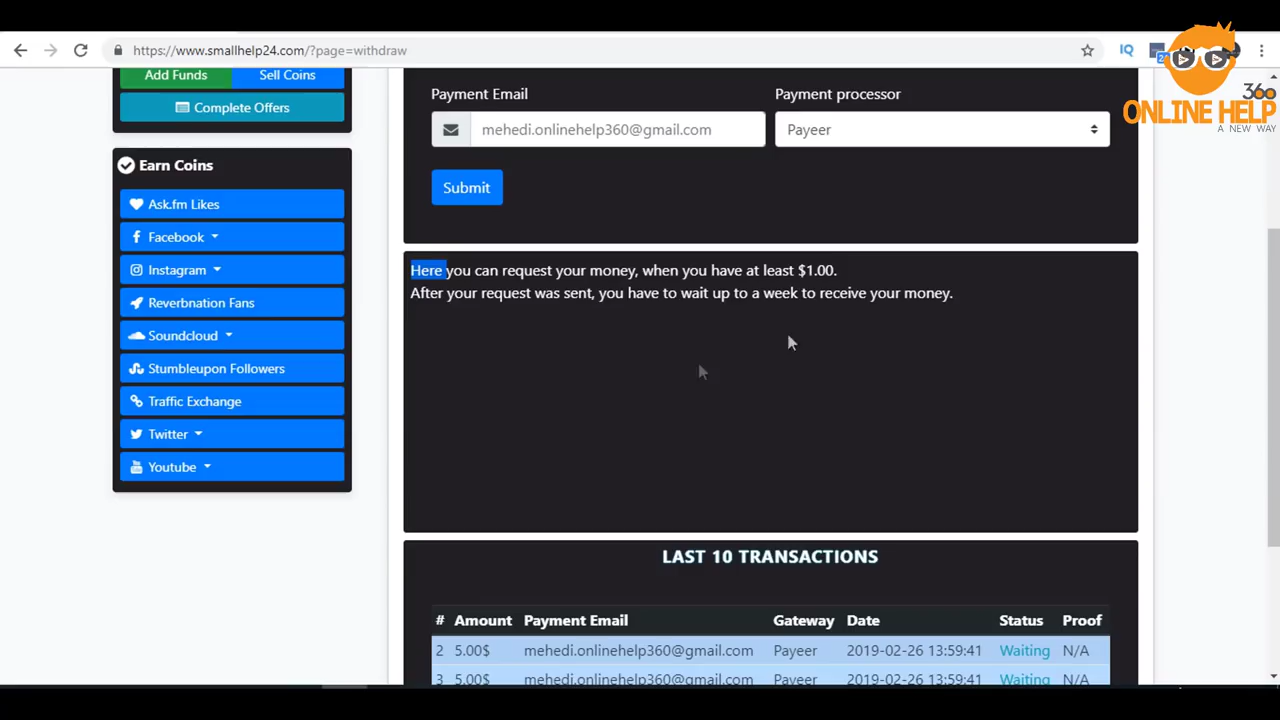 https://www.smallhelp24.com/?page=withdraw
360
ONLINE HELP
A NEW WAY
Add Funds
Sell Coins
Complete Offers
Earn Coins
Ask.fm Likes
Facebook
Instagram
Reverbnation Fans
Soundcloud
Stumbleupon Followers
Traffic Exchange
Twitter
Youtube
Payment Email
Payment processor
mehedi.onlinehelp360@gmail.com
Payeer
Submit
Here you can request your money, when you have at least $1.00.
After your request was sent, you have to wait up to a week to receive your money.
LAST 10 TRANSACTIONS
# Amount Payment Email Gateway Date Status Proof
2 5.00$ mehedi.onlinehelp360@gmail.com Payeer 2019-02-26 13:59:41 Waiting N/A
3 5.00$ mehedi.onlinehelp360@gmail.com Payeer 2019-02-26 13:59:41 Waiting N/A